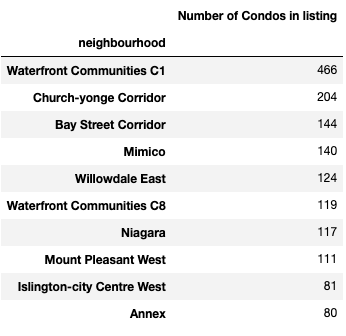 Number of Condos in listing
neighbourhood
Waterfront Communities C1 466
Church-yonge Corridor 204
Bay Street Corridor 144
Mimico 140
Willowdale East 124
Waterfront Communities C8 119
Niagara 117
Mount Pleasant West 111
Islington-city Centre West 81
Annex 80